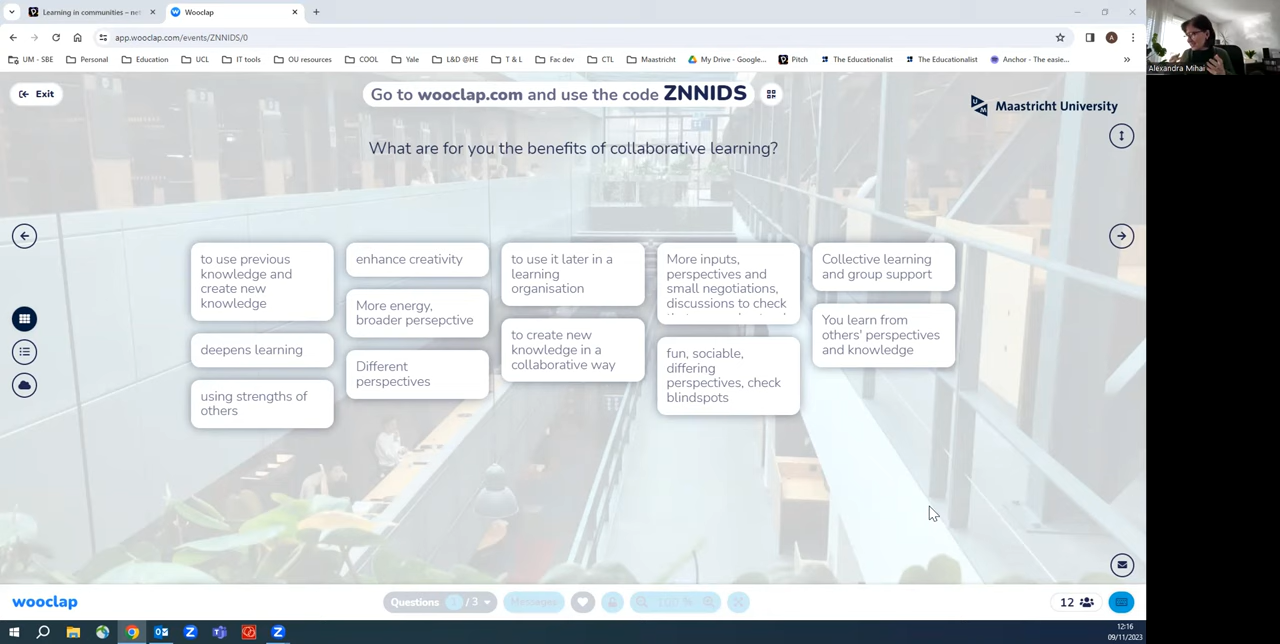 Learning in communities – net
Wooclap
app.wooclap.com/events/ZNNIDS/0
UM - SBE
Personal
Education
UCL
IT tools
OU resources
COOL
Yale
L&D @HE
T & L
Fac dev
CTL
Maastricht
My Drive - Google...
Pitch
The Educationalist
The Educationalist
Anchor - The easie...
Alexandra Mihai
Exit
Go to wooclap.com and use the code ZNNIDS
Maastricht University
What are for you the benefits of collaborative learning?
to use previous
knowledge and
create new
knowledge
deepens learning
using strengths of
others
enhance creativity
More energy,
broader persepctive
Different
perspectives
to use it later in a
learning
organisation
to create new
knowledge in a
collaborative way
More inputs,
perspectives and
small negotiations,
discussions to check
fun, sociable,
differing
perspectives, check
blindspots
Collective learning
and group support
You learn from
others' perspectives
and knowledge
wooclap
Questions / 3
Messages
100 %
12
12:16
09/11/2023